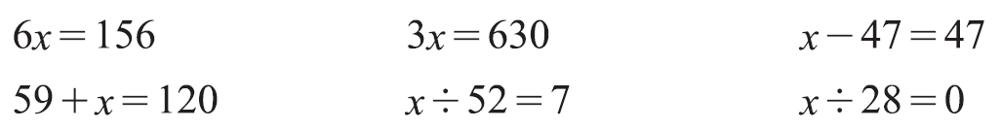 6x=156 3x=630 x−47=47
59+x=120 x÷52=7 x÷28=0